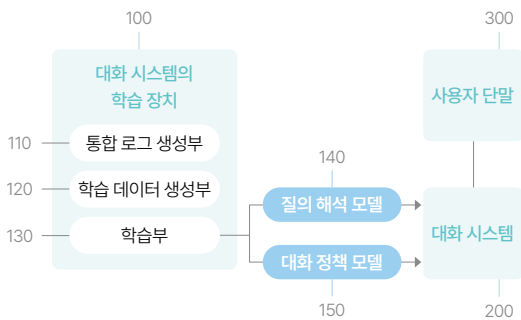 100
300
대화 시스템의
학습 장치
사용자 단말
110
통합 로그 생성부
140
120
학습 데이터 생성부
질의 해석 모델
130
학습부
대화 시스템
대화 정책 모델
150
200